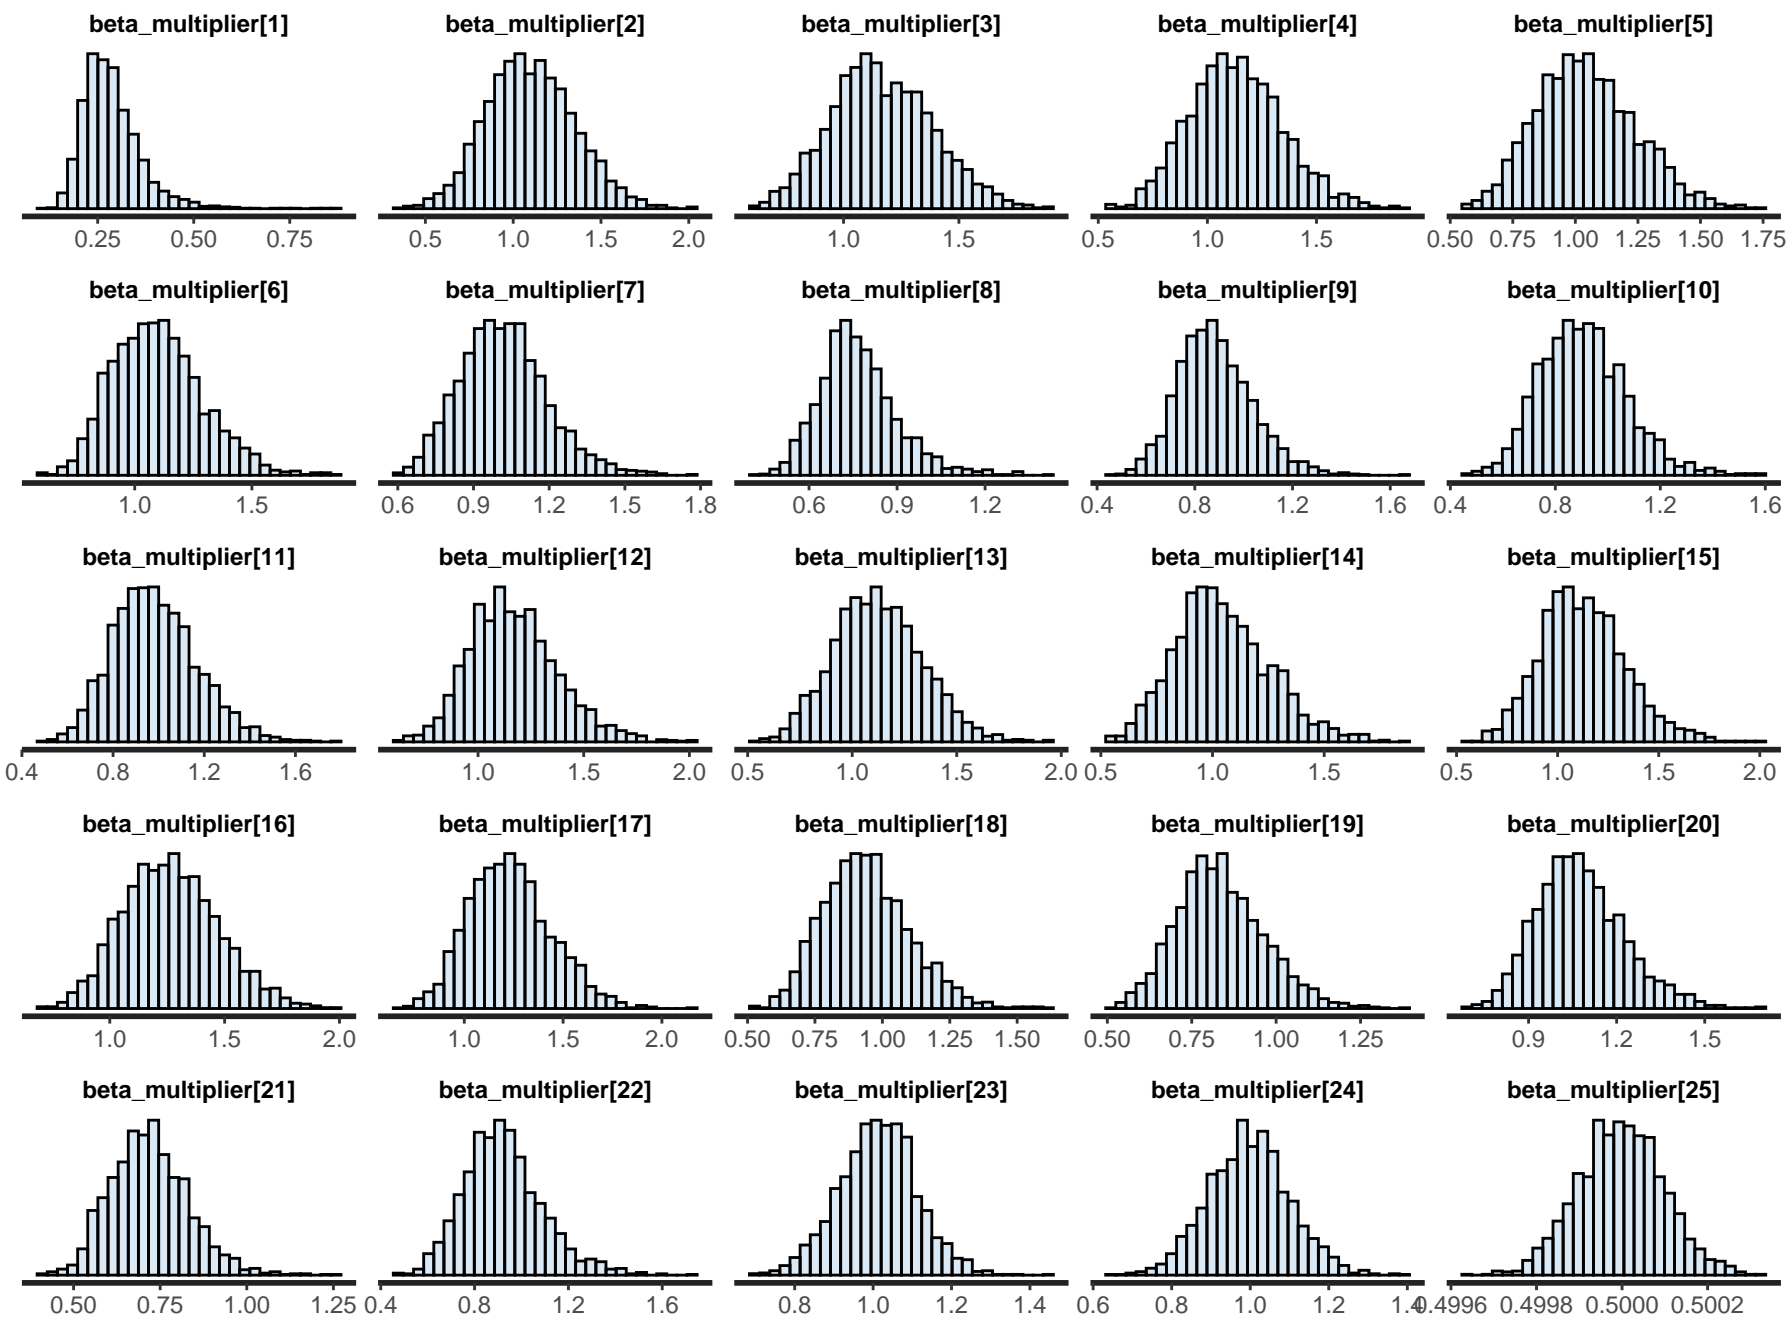 beta_multiplier[1] beta_multiplier[2] beta_multiplier[3] beta_multiplier[4] beta_multiplier[5]
0.25 0.50 0.75 0.5 1.0 1.5 2.0 1.0 1.5 0.5 1.0 1.5 0.50 0.75 1.00 1.25 1.50 1.75
beta_multiplier[6] beta_multiplier[7] beta_multiplier[8] beta_multiplier[9] beta_multiplier[10]
1.0 1.5 0.6 0.9 1.2 1.5 1.8 0.6 0.9 1.2 0.4 0.8 1.2 1.6 0.4 0.8 1.2 1.6
beta_multiplier[11] beta_multiplier[12] beta_multiplier[13] beta_multiplier[14] beta_multiplier[15]
0.4 0.8 1.2 1.6 1.0 1.5 2.0 0.5 1.0 1.5 2.0 0.5 1.0 1.5 0.5 1.0 1.5 2.0
beta_multiplier[16] beta_multiplier[17] beta_multiplier[18] beta_multiplier[19] beta_multiplier[20]
1.0 1.5 2.0 1.0 1.5 2.0 0.50 0.75 1.00 1.25 1.50 0.50 0.75 1.00 1.25 0.9 1.2 1.5
beta_multiplier[21] beta_multiplier[22] beta_multiplier[23] beta_multiplier[24] beta_multiplier[25]
0.50 0.75 1.00 1.25 0.4 0.8 1.2 1.6 0.8 1.0 1.2 1.4 0.6 0.8 1.0 1.2 1.4 0.4996 0.4998 0.5000 0.5002